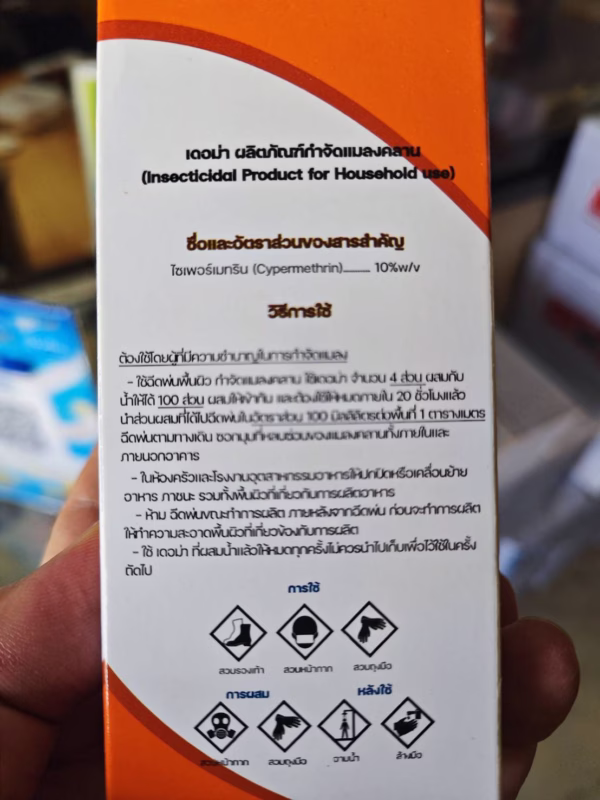 เดอม่า ผลิตภัณฑ์กำจัดแมลงคลาน
(Insecticidal Product for Household use)
ชื่อและอัตราส่วนของสารสำคัญ
ไซเพอร์เมทริน (Cypermethrin)........ 10%w/v
วิธีการใช้
ต้องใช้โดยผู้ที่มีความชำนาญในการกำจัดแมลง
- ใช้ฉีดพ่นพื้นผิว กำจัดแมลงคลาน ใช้เดอม่า จำนวน 4 ส่วน ผสมกับ
น้ำให้ได้ 100 ส่วน ผสมให้เข้ากัน และต้องใช้ให้หมดภายใน 20 ชั่วโมงแล้ว
นำส่วนผสมที่ได้ไปฉีดพ่นในอัตราส่วน 100 มิลลิลิตรต่อพื้นที่ 1 ตารางเมตร
ฉีดพ่นตามทางเดิน ซอกมุมที่หลบซ่อนของแมลงคลานทั้งภายในและ
ภายนอกอาคาร
- ในห้องครัวและโรงงานอุตสาหกรรมอาหารให้ปกปิดหรือเคลื่อนย้าย
อาหาร ภาชนะ รวมทั้งพื้นผิวที่เกี่ยวกับการผลิตอาหาร
- ห้าม ฉีดพ่นขณะทำการผลิต ภายหลังจากฉีดพ่น ก่อนจะทำการผลิต
ให้ทำความสะอาดพื้นผิวที่เกี่ยวข้องกับการผลิต
- ใช้ เดอม่า ที่ผสมน้ำแล้วให้หมดทุกครั้งไม่ควรนำไปเก็บเพื่อไว้ใช้ในครั้ง
ถัดไป
การใช้
สวมรองเท้า สวมหน้ากาก สวมถุงมือ
การผสม หลังใช้
สวมหน้ากาก สวมถุงมือ อาบน้ำ ล้างมือ